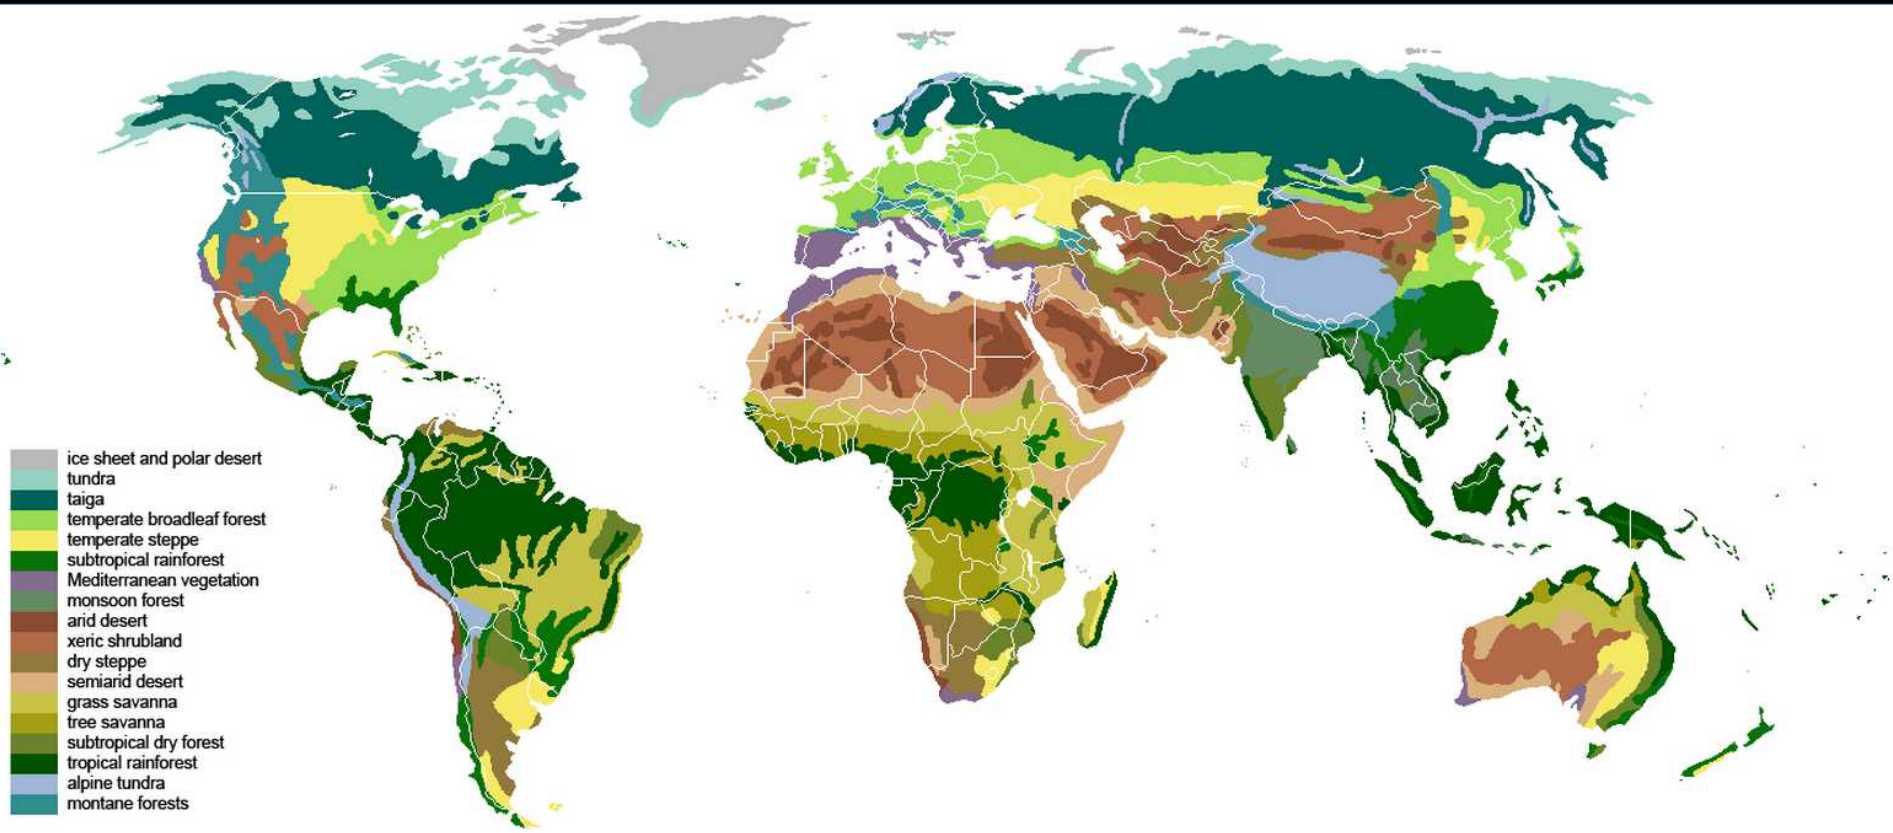 ice sheet and polar desert
tundra
taiga
temperate broadleaf forest
temperate steppe
subtropical rainforest
Mediterranean vegetation
monsoon forest
arid desert
xeric shrubland
dry steppe
semiarid desert
grass savanna
tree savanna
subtropical dry forest
tropical rainforest
alpine tundra
montane forests